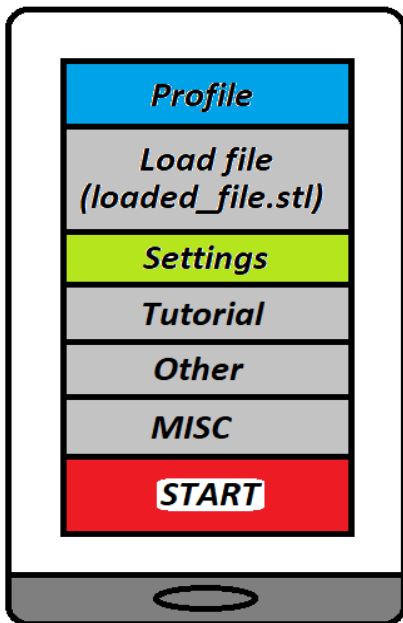 Profile
Load file
(loaded_file.stl)
Settings
Tutorial
Other
MISC
START